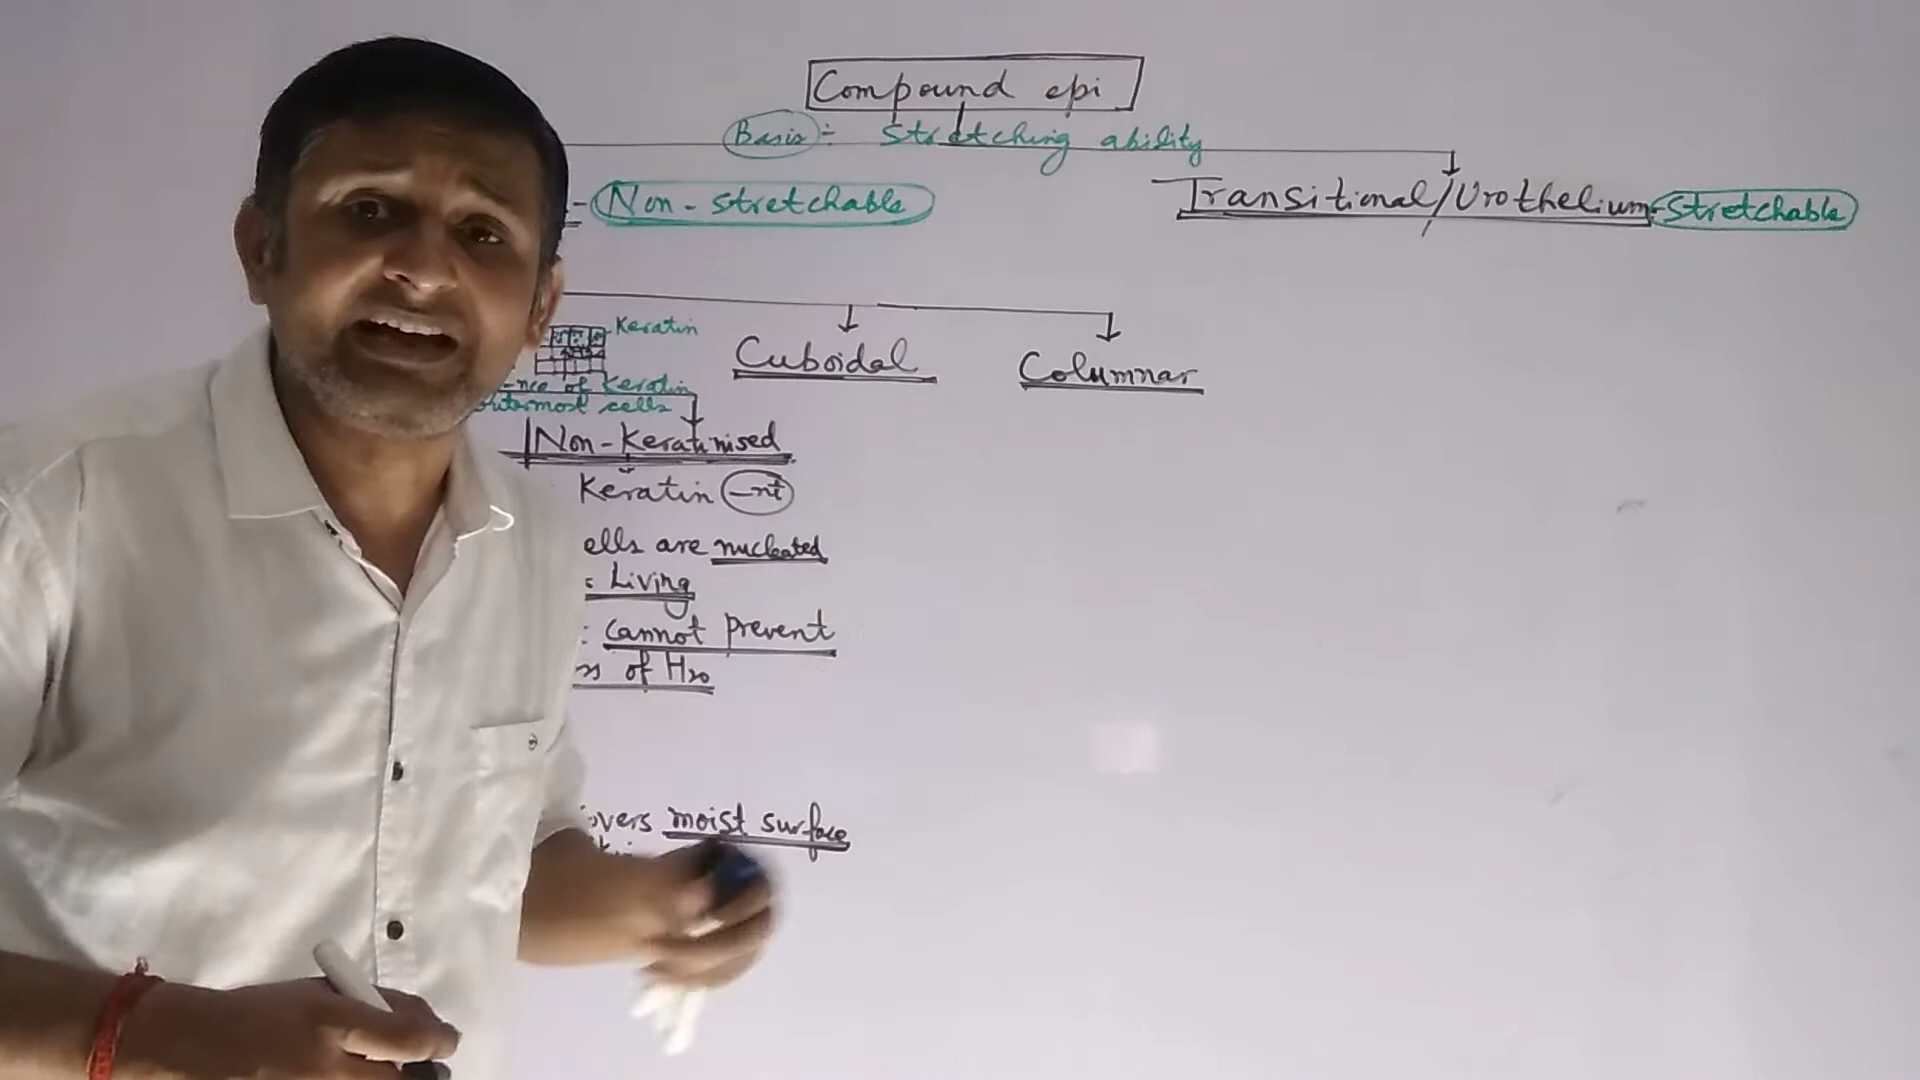 Compound epi
Basis :- Stretching ability
- Non-stretchable
Transitional/Urothelium - Stretchable
Keratin
Cuboidal
Columnar
-nce of Keratin
outermost cells
Non-Keratinised
Keratin -nt
ells are nucleated
: Living
: cannot prevent
ss of H2O
overs moist surface